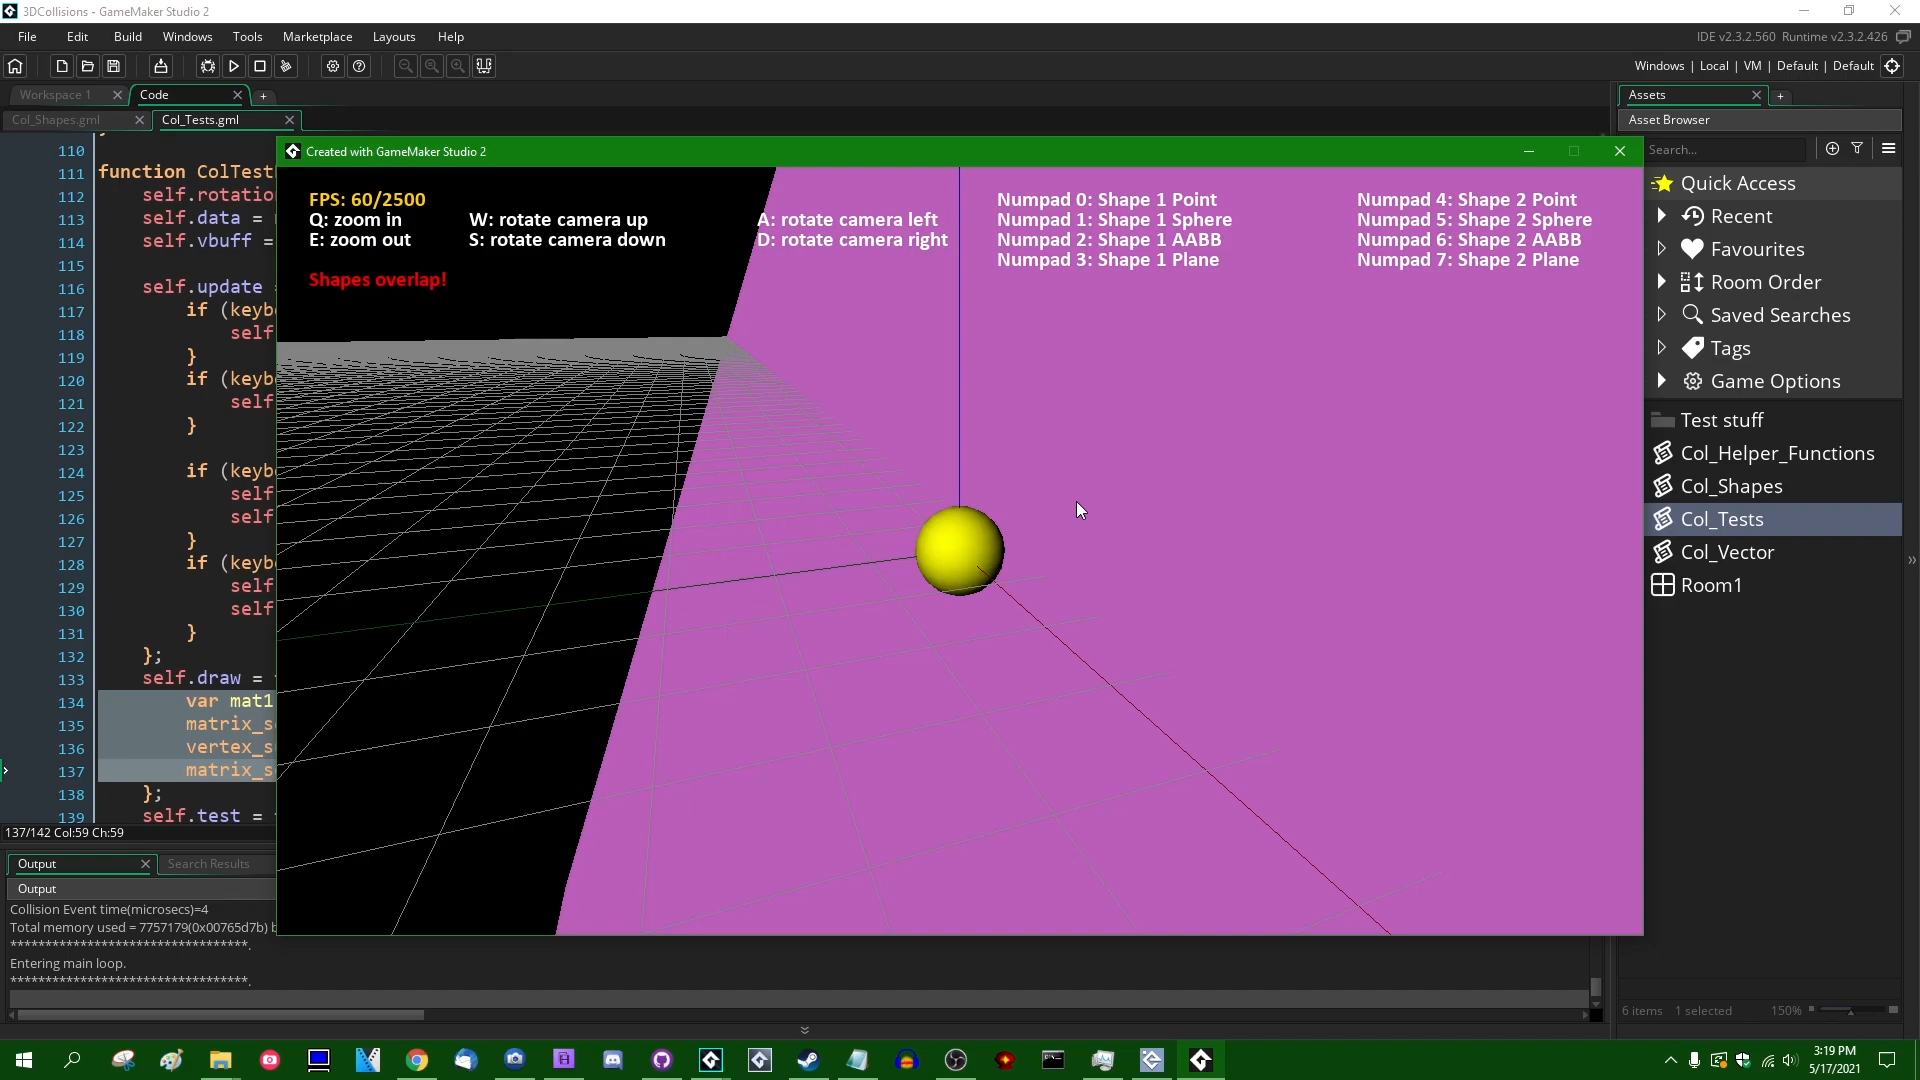 3DCollisions - GameMaker Studio 2
File Edit Build Windows Tools Marketplace Layouts Help
IDE v2.3.2.560 Runtime v2.3.2.426
Windows | Local | VM | Default | Default
Workspace 1
Code
Assets
Col_Shapes.gml
Col_Tests.gml
Asset Browser
110
111 function ColTest
112 self.rotation
113 self.data =
114 self.vbuff =
115
116 self.update
117 if (keyb
118 self
119 }
120 if (keyb
121 self
122 }
123
124 if (keyb
125 self
126 self
127 }
128 if (keyb
129 self
130 self
131 }
132 };
133 self.draw =
134 var mat1
135 matrix_s
136 vertex_s
137 matrix_s
138 };
139 self.test =
137/142 Col:59 Ch:59
Created with GameMaker Studio 2
FPS: 60/2500
Q: zoom in
E: zoom out
W: rotate camera up
S: rotate camera down
A: rotate camera left
D: rotate camera right
Numpad 0: Shape 1 Point
Numpad 1: Shape 1 Sphere
Numpad 2: Shape 1 AABB
Numpad 3: Shape 1 Plane
Numpad 4: Shape 2 Point
Numpad 5: Shape 2 Sphere
Numpad 6: Shape 2 AABB
Numpad 7: Shape 2 Plane
Shapes overlap!
Search...
Quick Access
Recent
Favourites
Room Order
Saved Searches
Tags
Game Options
Test stuff
Col_Helper_Functions
Col_Shapes
Col_Tests
Col_Vector
Room1
6 items 1 selected 150%
Output
Search Results
Output
Collision Event time(microsecs)=4
Total memory used = 7757179(0x00765d7b) b
**********************************.
Entering main loop.
**********************************.
3:19 PM
5/17/2021